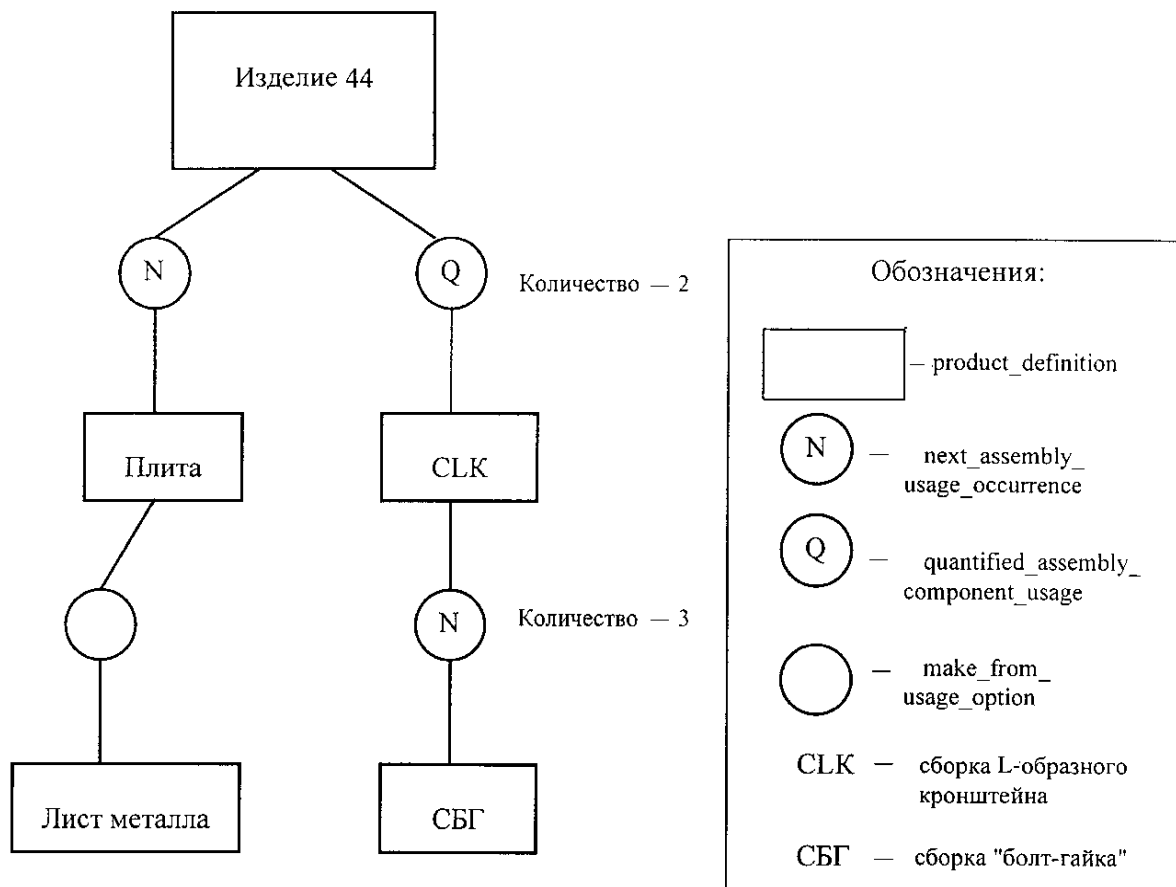 Изделие 44
N
Q
Количество — 2
Плита
CLK
N
Количество — 3
Лист металла
СБГ
Обозначения:
— product_definition
N — next_assembly_
usage_occurrence
Q — quantified_assembly_
component_usage
— make_from_
usage_option
CLK — сборка L-образного
кронштейна
СБГ — сборка "болт-гайка"